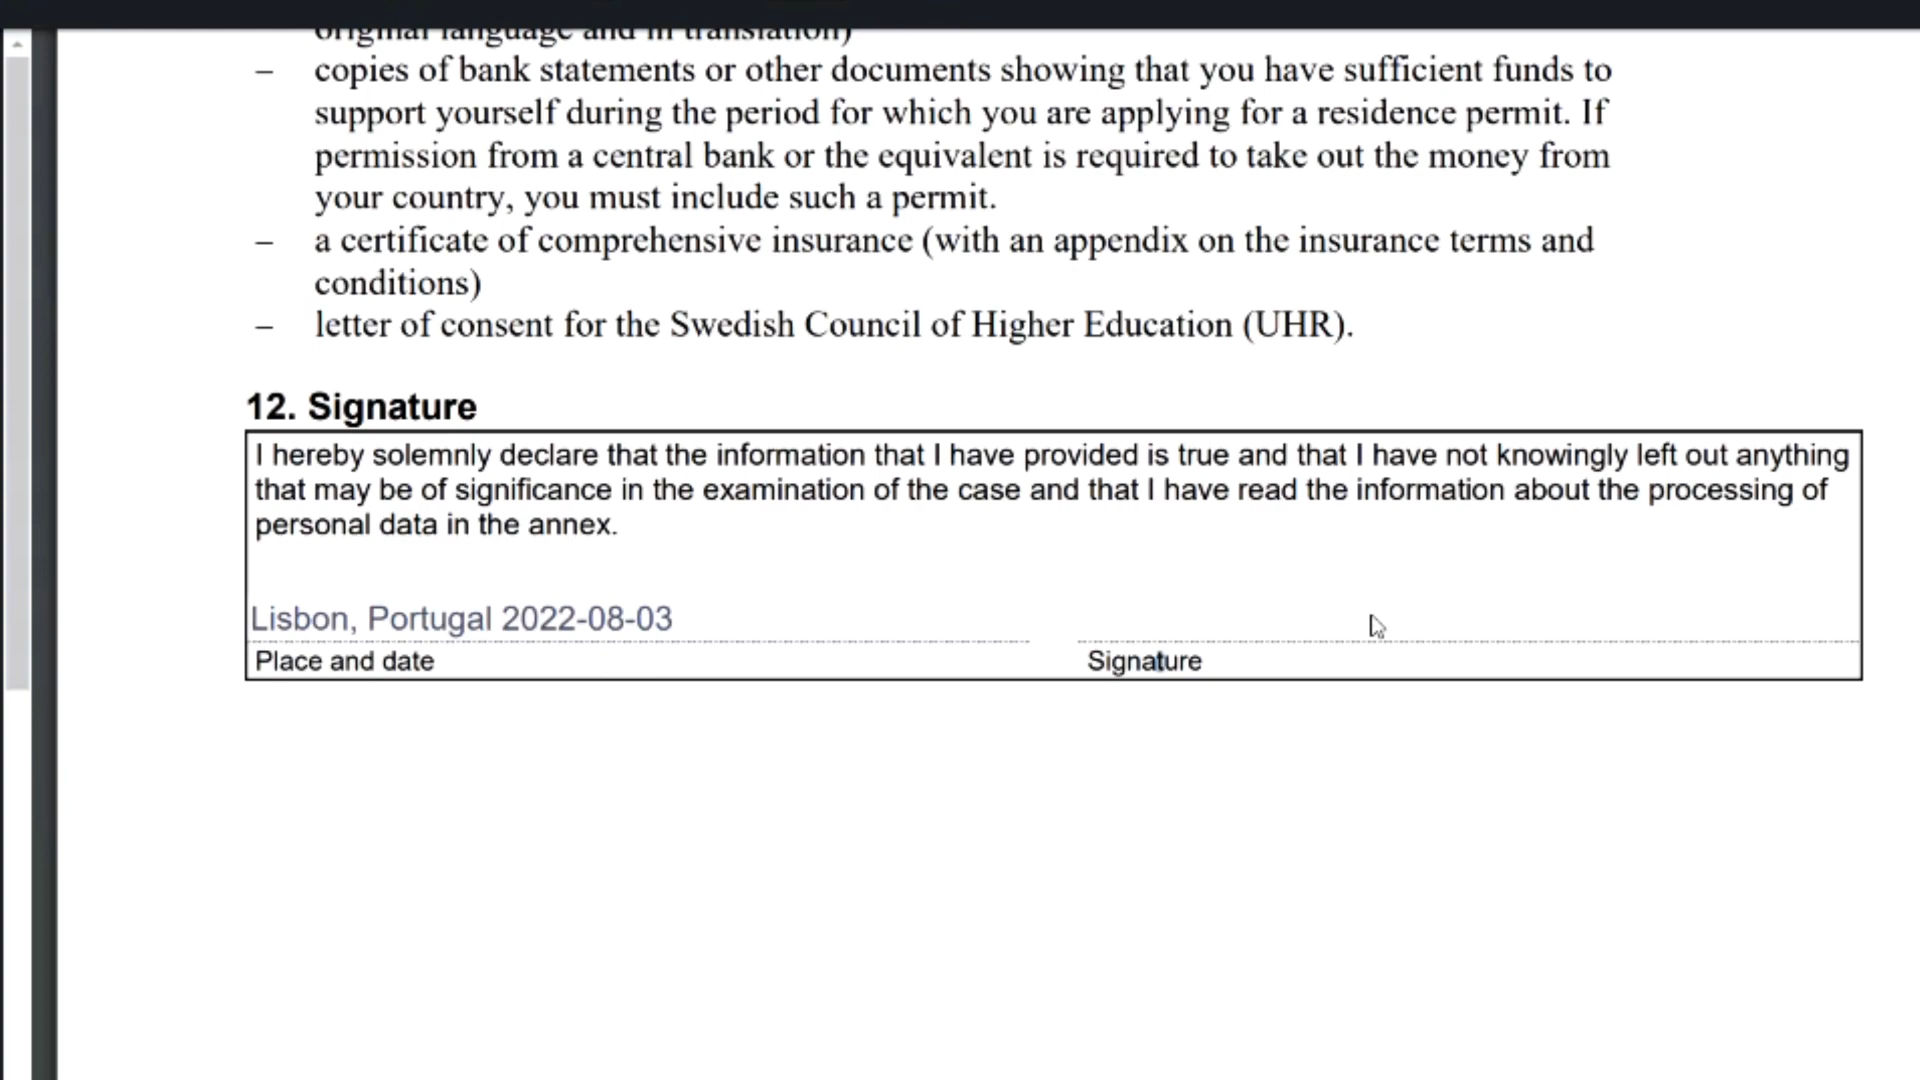 original language and in translation)
– copies of bank statements or other documents showing that you have sufficient funds to
support yourself during the period for which you are applying for a residence permit. If
permission from a central bank or the equivalent is required to take out the money from
your country, you must include such a permit.
– a certificate of comprehensive insurance (with an appendix on the insurance terms and
conditions)
– letter of consent for the Swedish Council of Higher Education (UHR).
12. Signature
I hereby solemnly declare that the information that I have provided is true and that I have not knowingly left out anything
that may be of significance in the examination of the case and that I have read the information about the processing of
personal data in the annex.
Lisbon, Portugal 2022-08-03
Place and date
Signature